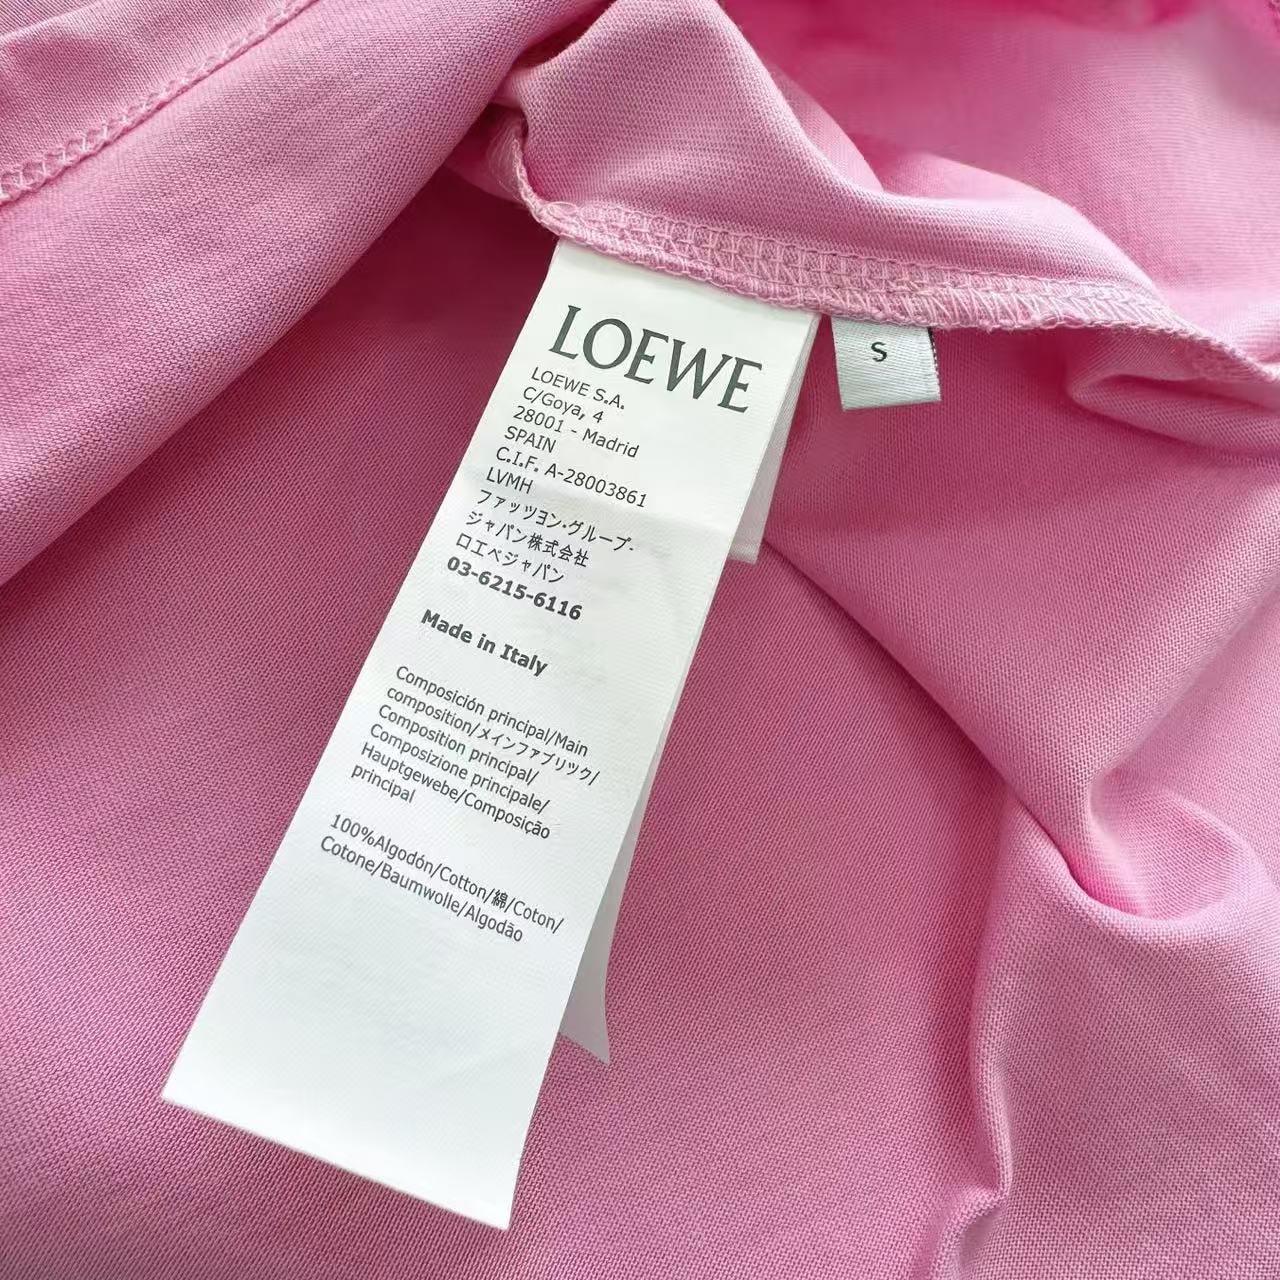 LOEWE
LOEWE S.A.
C/Goya, 4
28001 - Madrid
SPAIN
C.I.F. A-28003861
LVMH
ファッツヨン・グループ-
ジャパン株式会社
ロエベジャパン
03-6215-6116
Made in Italy
Composición principal/Main
composition/メインファブリツク/
Composition principal/
Composizione principale/
Hauptgewebe/Composição
principal
100%Algodón/Cotton/綿/Coton/
Cotone/Baumwolle/Algodão
S